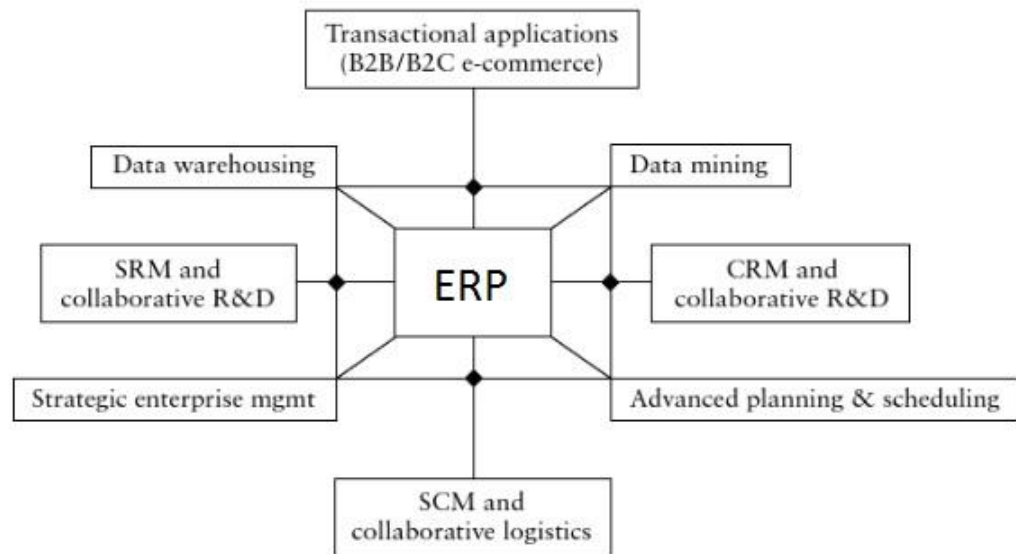 Transactional applications
(B2B/B2C e-commerce)
Data warehousing
Data mining
SRM and
collaborative R&D
ERP
CRM and
collaborative R&D
Strategic enterprise mgmt
Advanced planning & scheduling
SCM and
collaborative logistics